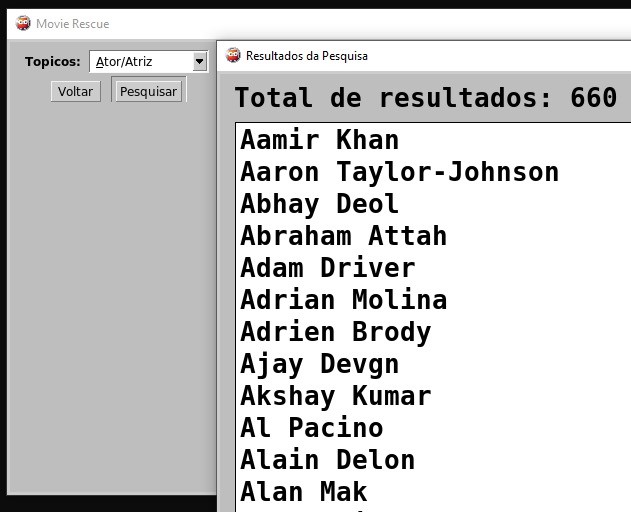 Movie Rescue
Topicos: Ator/Atriz
Voltar Pesquisar
Resultados da Pesquisa
Total de resultados: 660
Aamir Khan
Aaron Taylor-Johnson
Abhay Deol
Abraham Attah
Adam Driver
Adrian Molina
Adrien Brody
Ajay Devgn
Akshay Kumar
Al Pacino
Alain Delon
Alan Mak